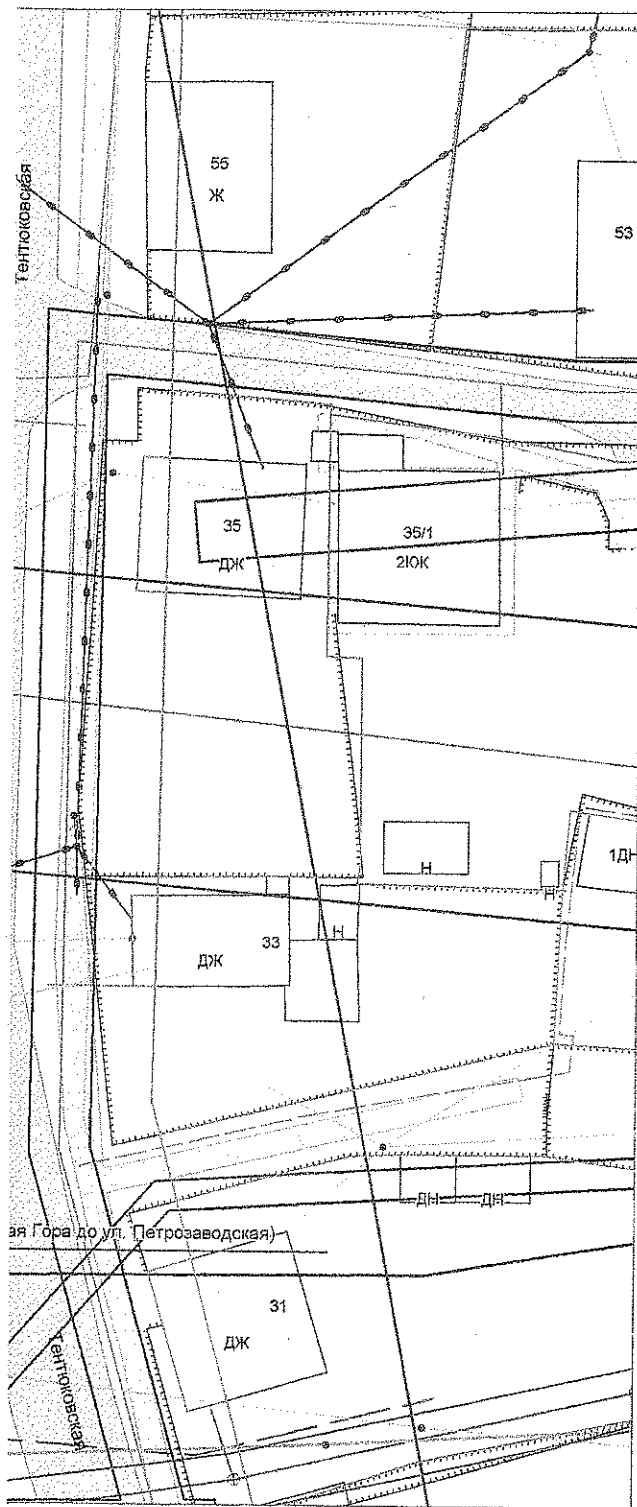 Тентюковская
55
Ж
53
35
ДЖ
Э5/1
2ЮК
Н
Н
1ДН
33
ДЖ
Н
ДН
ДН
ая Гора до ул. Петрозаводская)
31
ДЖ
Тентюковская